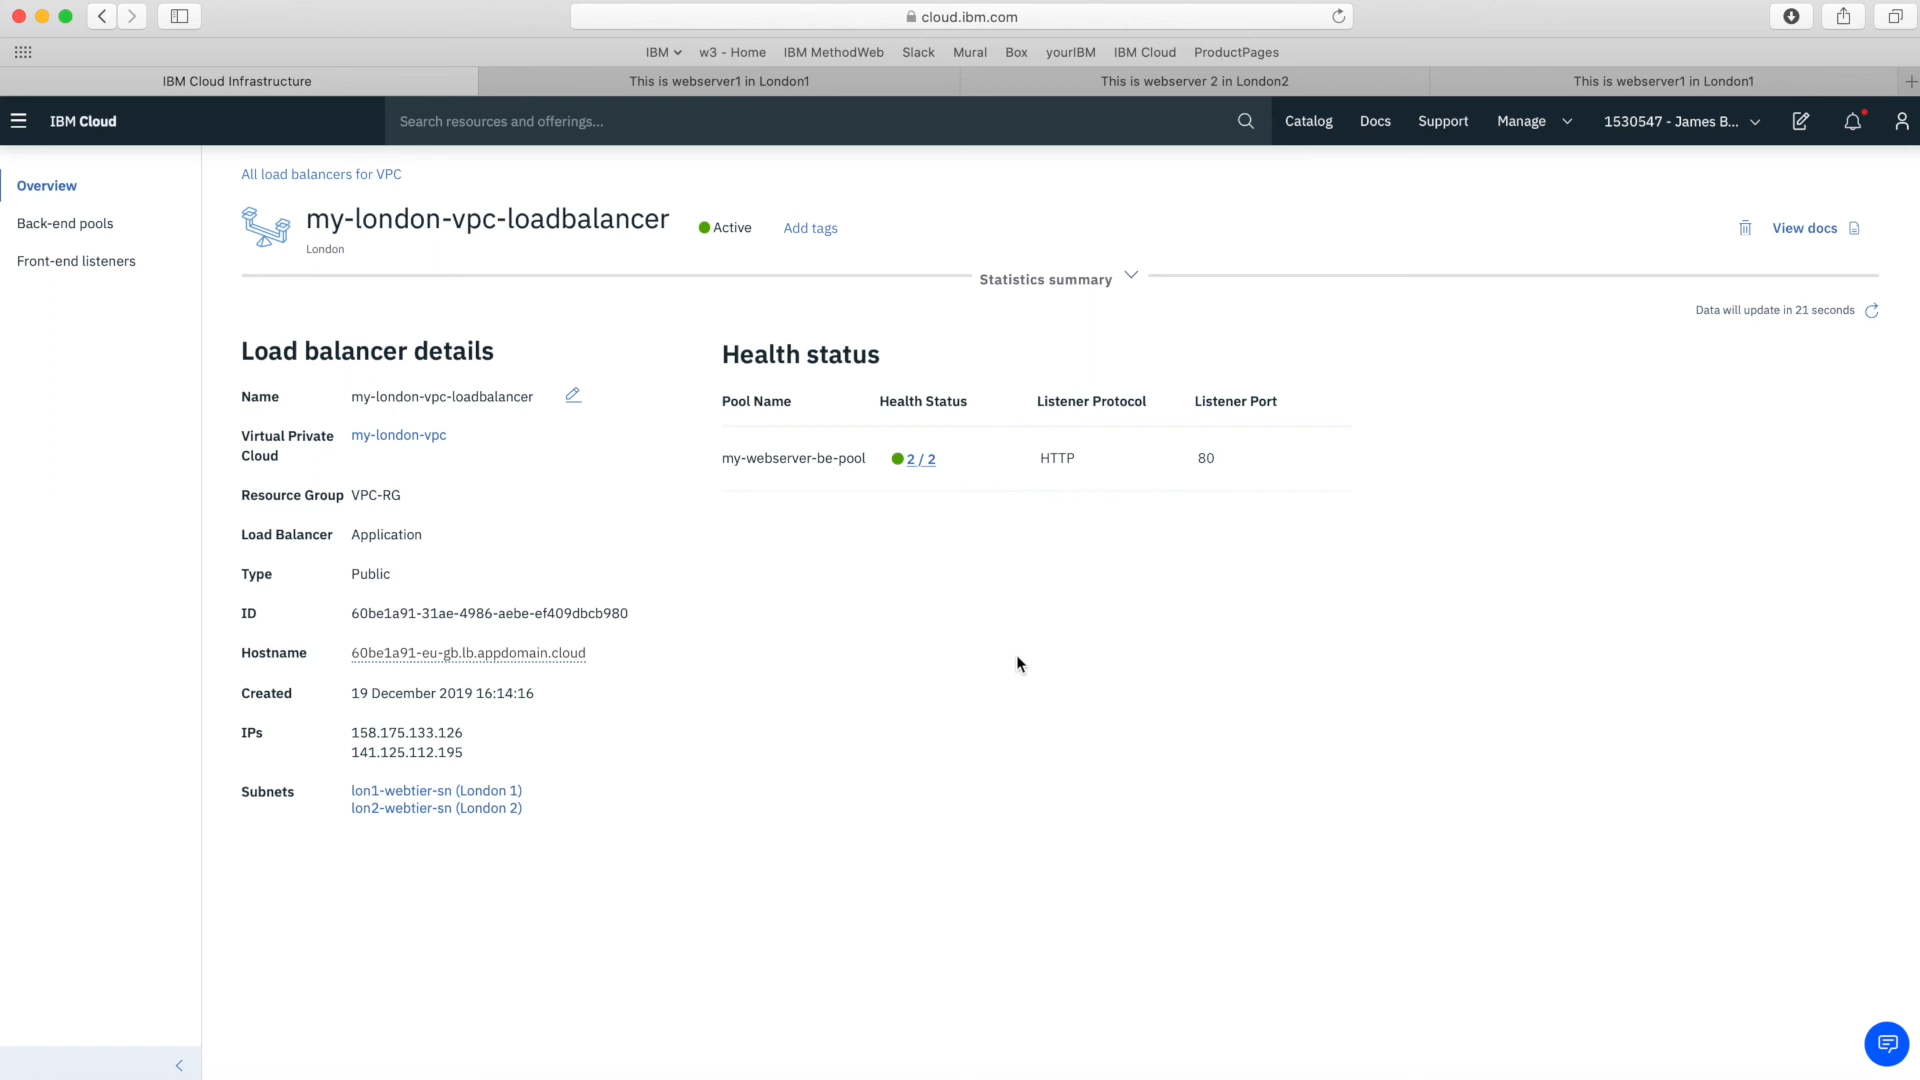 cloud.ibm.com
IBM w3 - Home IBM MethodWeb Slack Mural Box yourIBM IBM Cloud ProductPages
IBM Cloud Infrastructure This is webserver1 in London1 This is webserver 2 in London2 This is webserver1 in London1
IBM Cloud Search resources and offerings... Catalog Docs Support Manage 1530547 - James B...
Overview
Back-end pools
Front-end listeners
All load balancers for VPC
my-london-vpc-loadbalancer Active Add tags View docs
London
Statistics summary
Data will update in 21 seconds
Load balancer details
Name my-london-vpc-loadbalancer
Virtual Private Cloud my-london-vpc
Resource Group VPC-RG
Load Balancer Application
Type Public
ID 60be1a91-31ae-4986-aebe-ef409dbcb980
Hostname 60be1a91-eu-gb.lb.appdomain.cloud
Created 19 December 2019 16:14:16
IPs 158.175.133.126
141.125.112.195
Subnets lon1-webtier-sn (London 1)
lon2-webtier-sn (London 2)
Health status
Pool Name Health Status Listener Protocol Listener Port
my-webserver-be-pool 2 / 2 HTTP 80